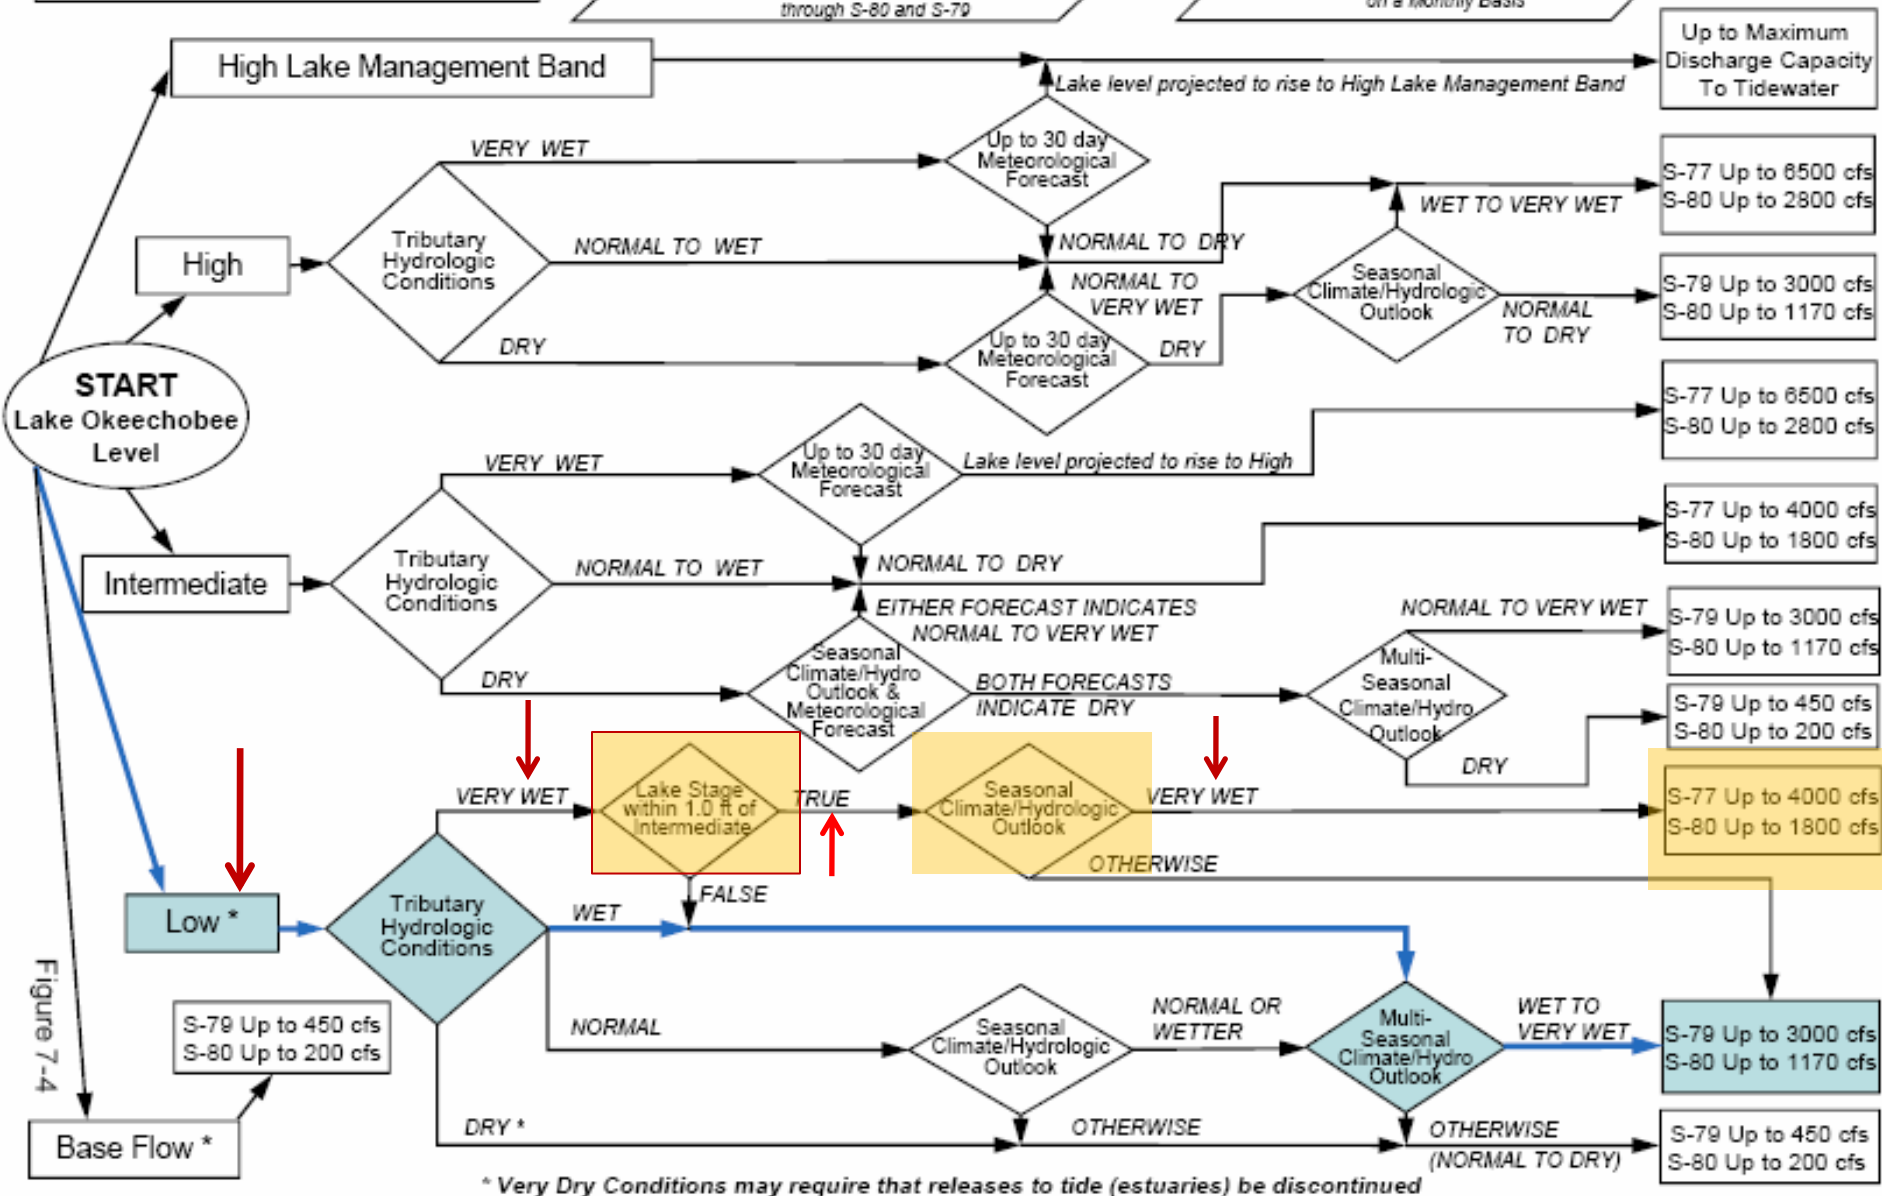 through S-80 and S-79
on a Monthly Basis
High Lake Management Band
Lake level projected to rise to High Lake Management Band
Up to Maximum
Discharge Capacity
To Tidewater
VERY WET
Up to 30 day
Meteorological
Forecast
S-77 Up to 6500 cfs
S-80 Up to 2800 cfs
WET TO VERY WET
High
Tributary
Hydrologic
Conditions
NORMAL TO WET
NORMAL TO DRY
NORMAL TO
VERY WET
Seasonal
Climate/Hydrologic
Outlook
NORMAL
TO DRY
S-79 Up to 3000 cfs
S-80 Up to 1170 cfs
DRY
Up to 30 day
Meteorological
Forecast
DRY
START
Lake Okeechobee
Level
S-77 Up to 6500 cfs
S-80 Up to 2800 cfs
VERY WET
Up to 30 day
Meteorological
Forecast
Lake level projected to rise to High
S-77 Up to 4000 cfs
S-80 Up to 1800 cfs
Intermediate
Tributary
Hydrologic
Conditions
NORMAL TO WET
NORMAL TO DRY
EITHER FORECAST INDICATES
NORMAL TO VERY WET
NORMAL TO VERY WET
S-79 Up to 3000 cfs
S-80 Up to 1170 cfs
DRY
Seasonal
Climate/Hydro
Outlook &
Meteorological
Forecast
BOTH FORECASTS
INDICATE DRY
Multi-
Seasonal
Climate/Hydro
Outlook
S-79 Up to 450 cfs
S-80 Up to 200 cfs
DRY
VERY WET
Lake Stage
within 1.0 ft of
Intermediate
TRUE
Seasonal
Climate/Hydrologic
Outlook
VERY WET
S-77 Up to 4000 cfs
S-80 Up to 1800 cfs
OTHERWISE
FALSE
Low *
Tributary
Hydrologic
Conditions
WET
Figure 7-4
S-79 Up to 450 cfs
S-80 Up to 200 cfs
NORMAL
Seasonal
Climate/Hydrologic
Outlook
NORMAL OR
WETTER
Multi-
Seasonal
Climate/Hydro
Outlook
WET TO
VERY WET
S-79 Up to 3000 cfs
S-80 Up to 1170 cfs
Base Flow *
DRY *
OTHERWISE
OTHERWISE
(NORMAL TO DRY)
S-79 Up to 450 cfs
S-80 Up to 200 cfs
* Very Dry Conditions may require that releases to tide (estuaries) be discontinued